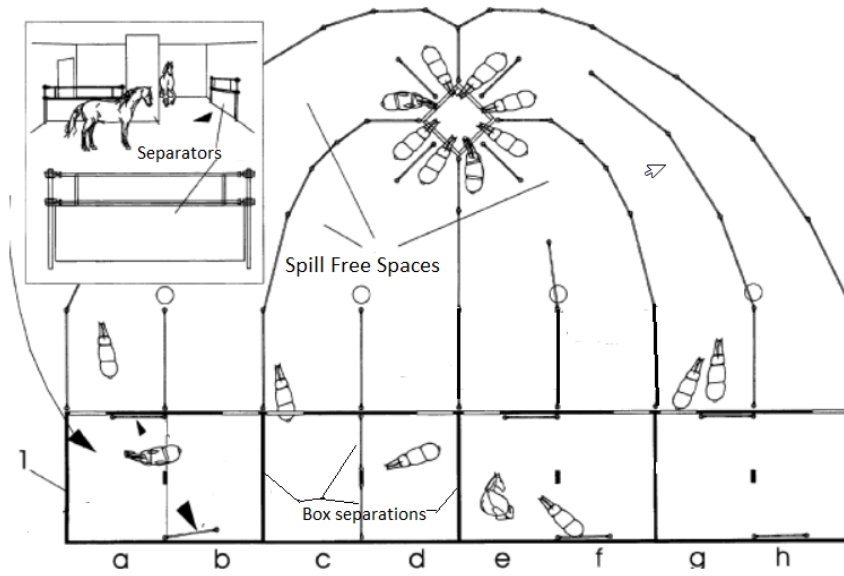 Separators
Spill Free Spaces
1
Box separations
a b c d e f g h